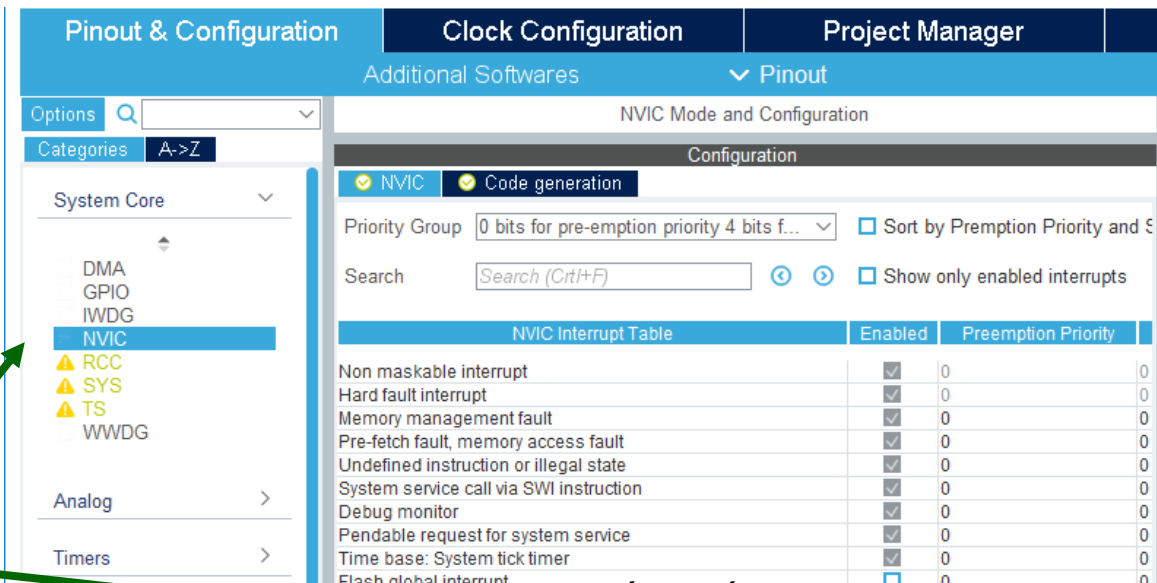 Pinout & Configuration
Clock Configuration
Project Manager
Additional Softwares
Pinout
Options
Categories
A->Z
System Core
DMA
GPIO
IWDG
NVIC
RCC
SYS
TS
WWDG
Analog
Timers
NVIC Mode and Configuration
Configuration
NVIC
Code generation
Priority Group
0 bits for pre-emption priority 4 bits f...
Sort by Premption Priority and S
Search
Search (Crtl+F)
Show only enabled interrupts
NVIC Interrupt Table Enabled Preemption Priority
Non maskable interrupt 0 0
Hard fault interrupt 0 0
Memory management fault 0 0
Pre-fetch fault, memory access fault 0 0
Undefined instruction or illegal state 0 0
System service call via SWI instruction 0 0
Debug monitor 0 0
Pendable request for system service 0 0
Time base: System tick timer 0 0
Flash global interrupt 0 0